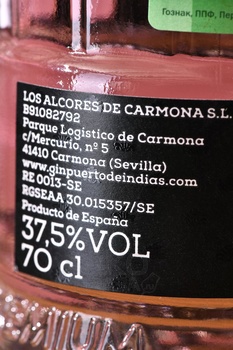 Гознак, ППФ, Пер
LOS ALCORES DE CARMONA S.L.
B91082792
Parque Logístico de Carmona
c/Mercurio, nº 5
41410 Carmona (Sevilla)
www.ginpuertodeindias.com
RE 0013-SE
RGSEAA 30.015357/SE
Producto de España
37,5%VOL
70 cl